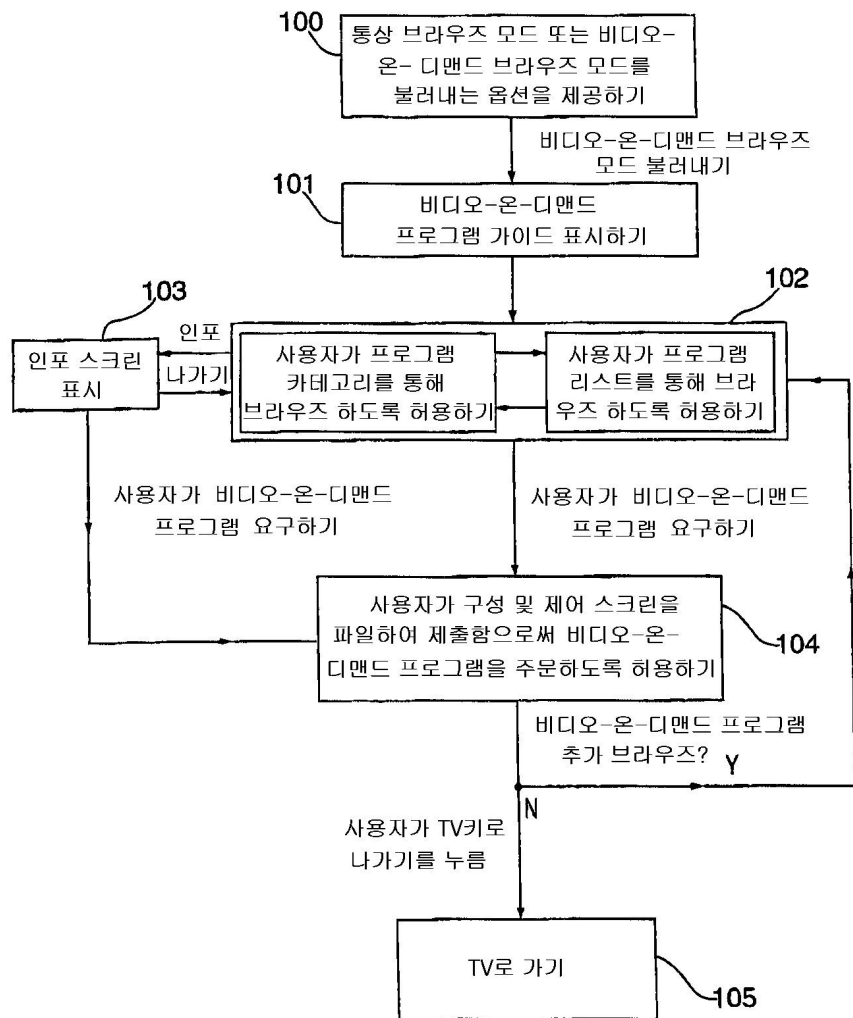 100
통상 브라우즈 모드 또는 비디오-
온- 디맨드 브라우즈 모드를
불러내는 옵션을 제공하기
비디오-온-디맨드 브라우즈
모드 불러내기
101
비디오-온-디맨드
프로그램 가이드 표시하기
102
103
인포
인포 스크린
표시
나가기
사용자가 프로그램
카테고리를 통해
브라우즈 하도록 허용하기
사용자가 프로그램
리스트를 통해 브라
우즈 하도록 허용하기
사용자가 비디오-온-디맨드
프로그램 요구하기
사용자가 비디오-온-디맨드
프로그램 요구하기
사용자가 구성 및 제어 스크린을
파일하여 제출함으로써 비디오-온-
디맨드 프로그램을 주문하도록 허용하기
104
비디오-온-디맨드 프로그램
추가 브라우즈?
Y
N
사용자가 TV키로
나가기를 누름
TV로 가기
105